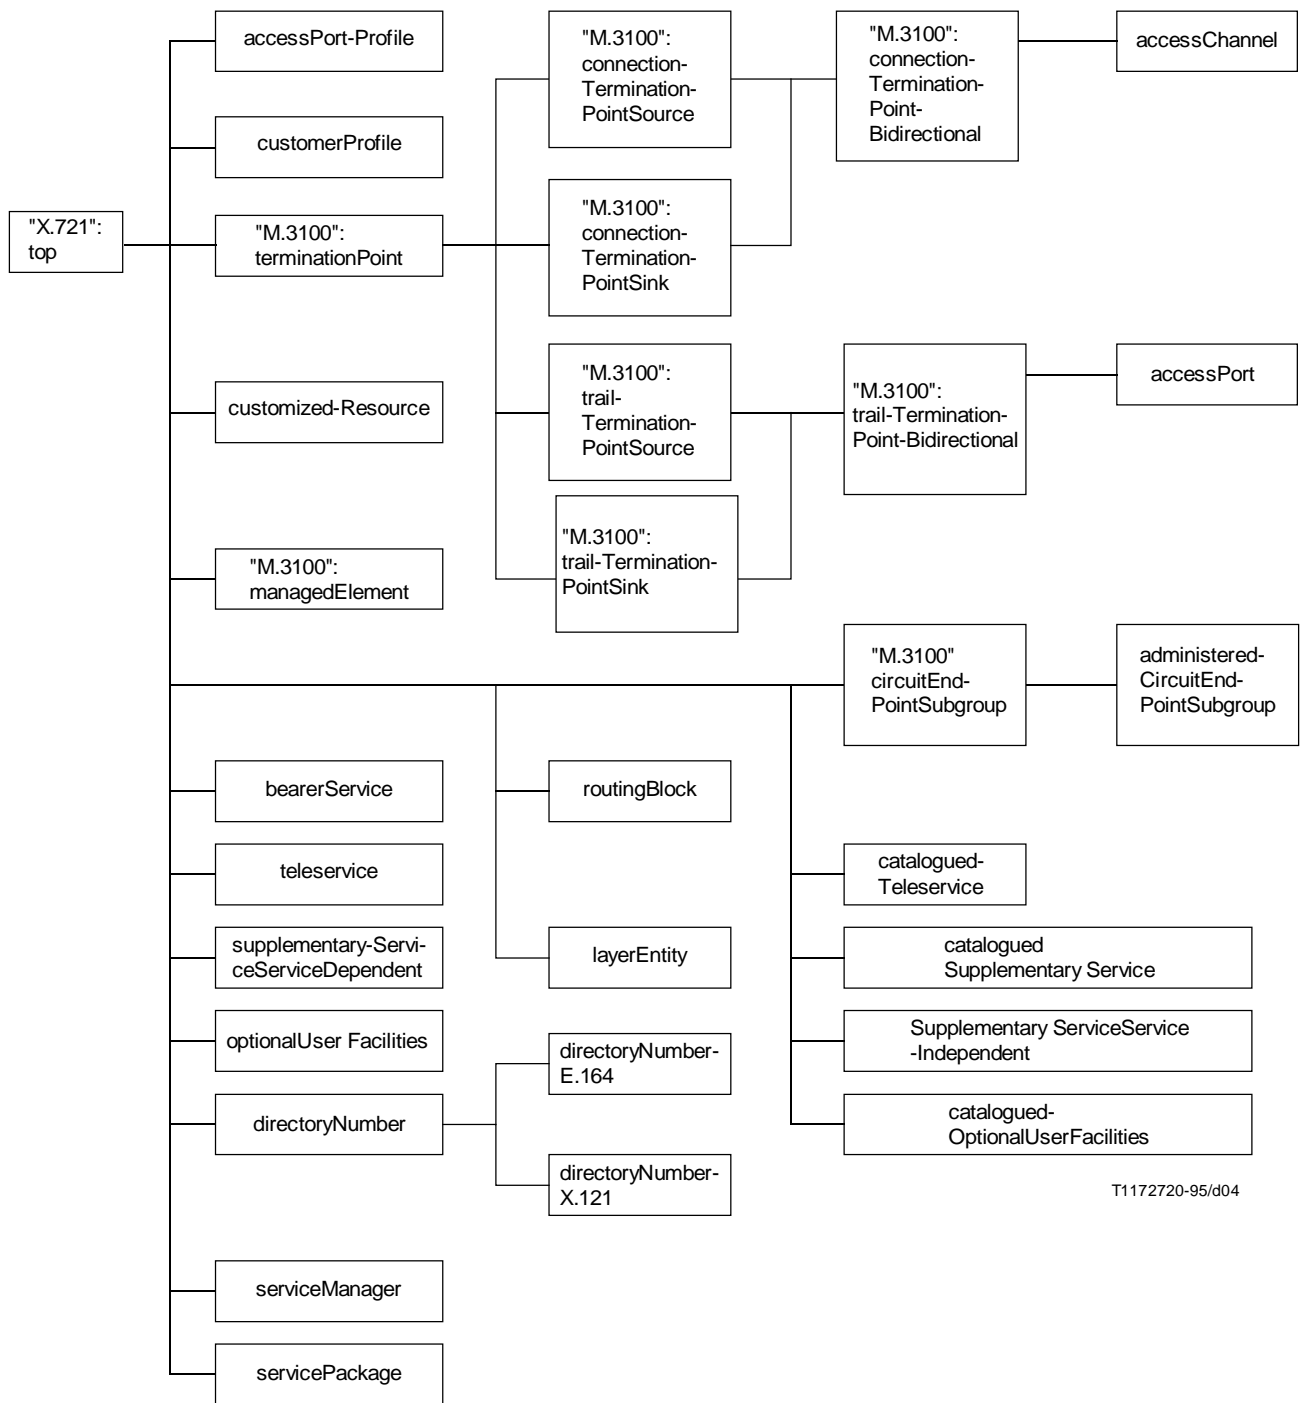 accessPort-Profile
"M.3100":
connection-
Termination-
PointSource
"M.3100":
connection-
Termination-
Point-
Bidirectional
accessChannel
customerProfile
"X.721":
top
"M.3100":
terminationPoint
"M.3100":
connection-
Termination-
PointSink
customized-Resource
"M.3100":
trail-
Termination-
PointSource
"M.3100":
trail-Termination-
Point-Bidirectional
accessPort
"M.3100":
managedElement
"M.3100":
trail-Termination-
PointSink
"M.3100"
circuitEnd-
PointSubgroup
administered-
CircuitEnd-
PointSubgroup
bearerService
routingBlock
teleservice
catalogued-
Teleservice
supplementary-Servi-
ceServiceDependent
layerEntity
catalogued
Supplementary Service
optionalUser Facilities
directoryNumber-
E.164
Supplementary ServiceService
-Independent
directoryNumber
catalogued-
OptionalUserFacilities
directoryNumber-
X.121
T1172720-95/d04
serviceManager
servicePackage